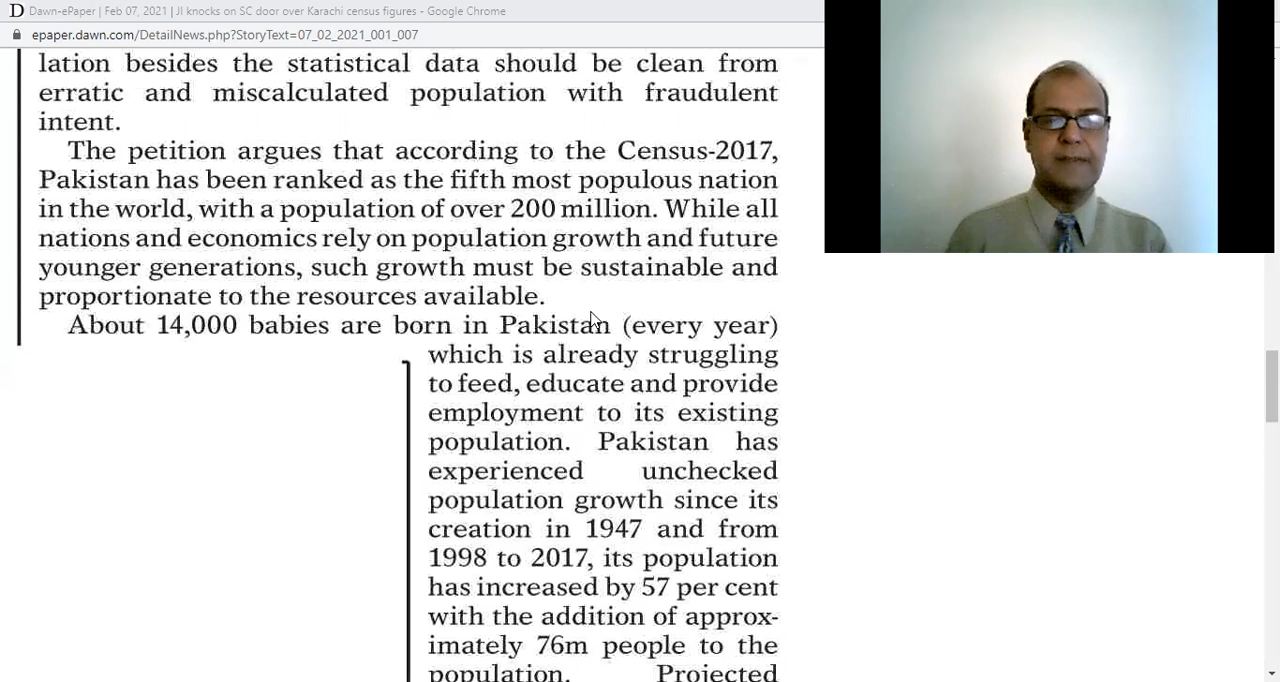 D Dawn-ePaper | Feb 07, 2021 | JI knocks on SC door over Karachi census figures - Google Chrome
epaper.dawn.com/DetailNews.php?StoryText=07_02_2021_001_007
lation besides the statistical data should be clean from
erratic and miscalculated population with fraudulent
intent.
The petition argues that according to the Census-2017,
Pakistan has been ranked as the fifth most populous nation
in the world, with a population of over 200 million. While all
nations and economics rely on population growth and future
younger generations, such growth must be sustainable and
proportionate to the resources available.
About 14,000 babies are born in Pakistan (every year)
which is already struggling
to feed, educate and provide
employment to its existing
population. Pakistan has
experienced unchecked
population growth since its
creation in 1947 and from
1998 to 2017, its population
has increased by 57 per cent
with the addition of approx-
imately 76m people to the
population. Projected